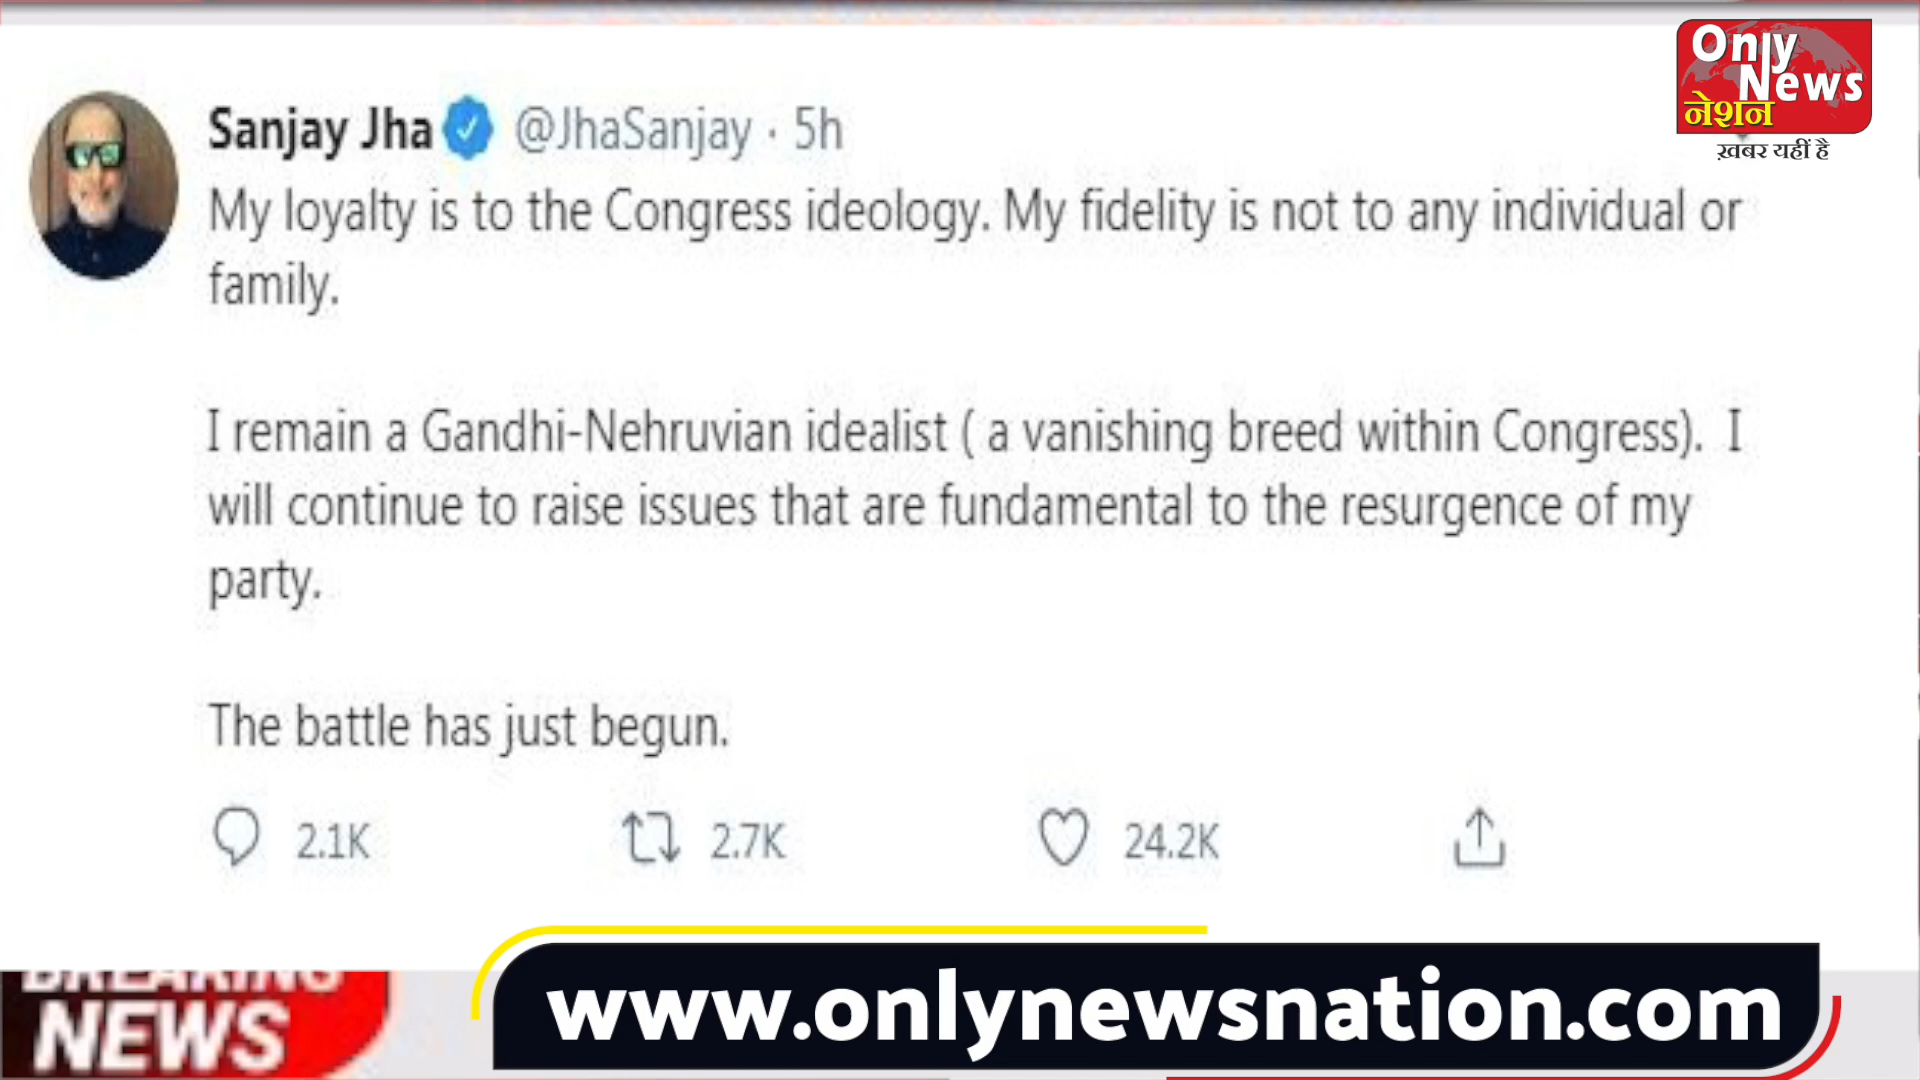 Only
News
नेशन
ख़बर यहीं है
Sanjay Jha @JhaSanjay · 5h
My loyalty is to the Congress ideology. My fidelity is not to any individual or
family.
I remain a Gandhi-Nehruvian idealist ( a vanishing breed within Congress). I
will continue to raise issues that are fundamental to the resurgence of my
party.
The battle has just begun.
2.1K 2.7K 24.2K
BREAKING
NEWS
www.onlynewsnation.com